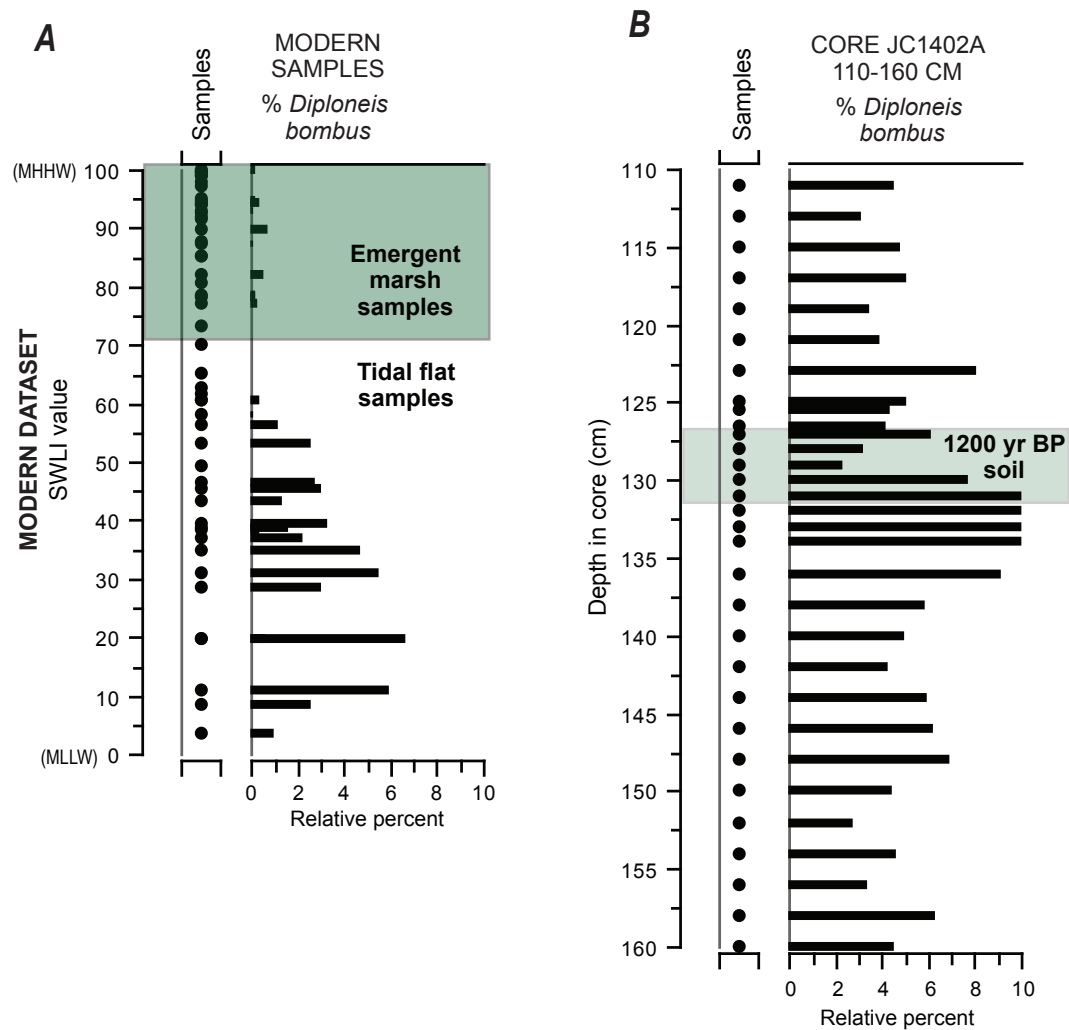 A
MODERN
SAMPLES
% Diploneis
bombus
Samples
(MHHW) 100
90
80
70
60
50
40
30
20
10
(MLLW) 0
MODERN DATASET
SWLI value
Emergent
marsh
samples
Tidal flat
samples
0 2 4 6 8 10
Relative percent
B
CORE JC1402A
110-160 CM
% Diploneis
bombus
Samples
110
115
120
125
130
135
140
145
150
155
160
Depth in core (cm)
1200 yr BP
soil
0 2 4 6 8 10
Relative percent